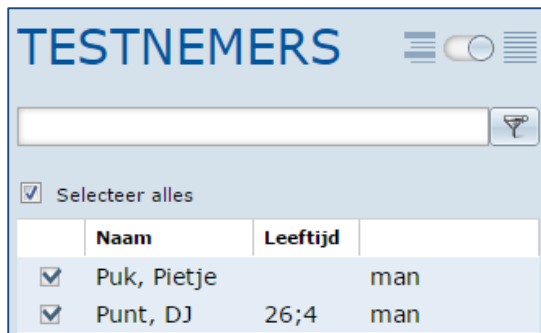 TESTNEMERS
Selecteer alles
Naam Leeftijd
Puk, Pietje man
Punt, DJ 26;4 man